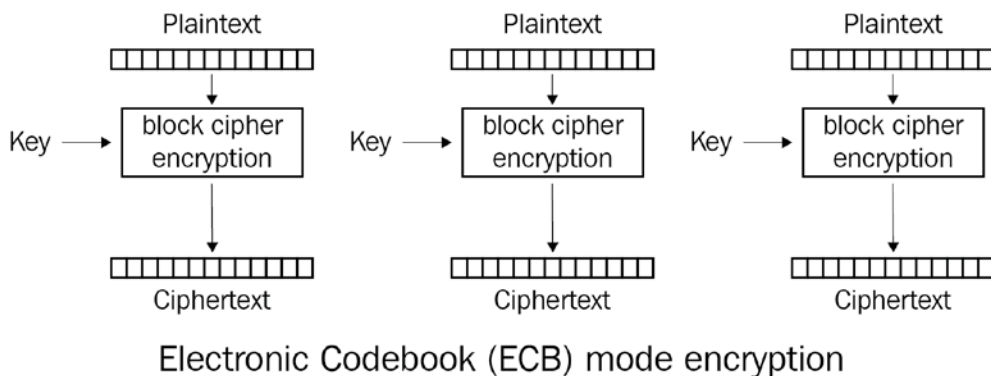 Plaintext
Plaintext
Plaintext
Key
block cipher
encryption
Key
block cipher
encryption
Key
block cipher
encryption
Ciphertext
Ciphertext
Ciphertext
Electronic Codebook (ECB) mode encryption